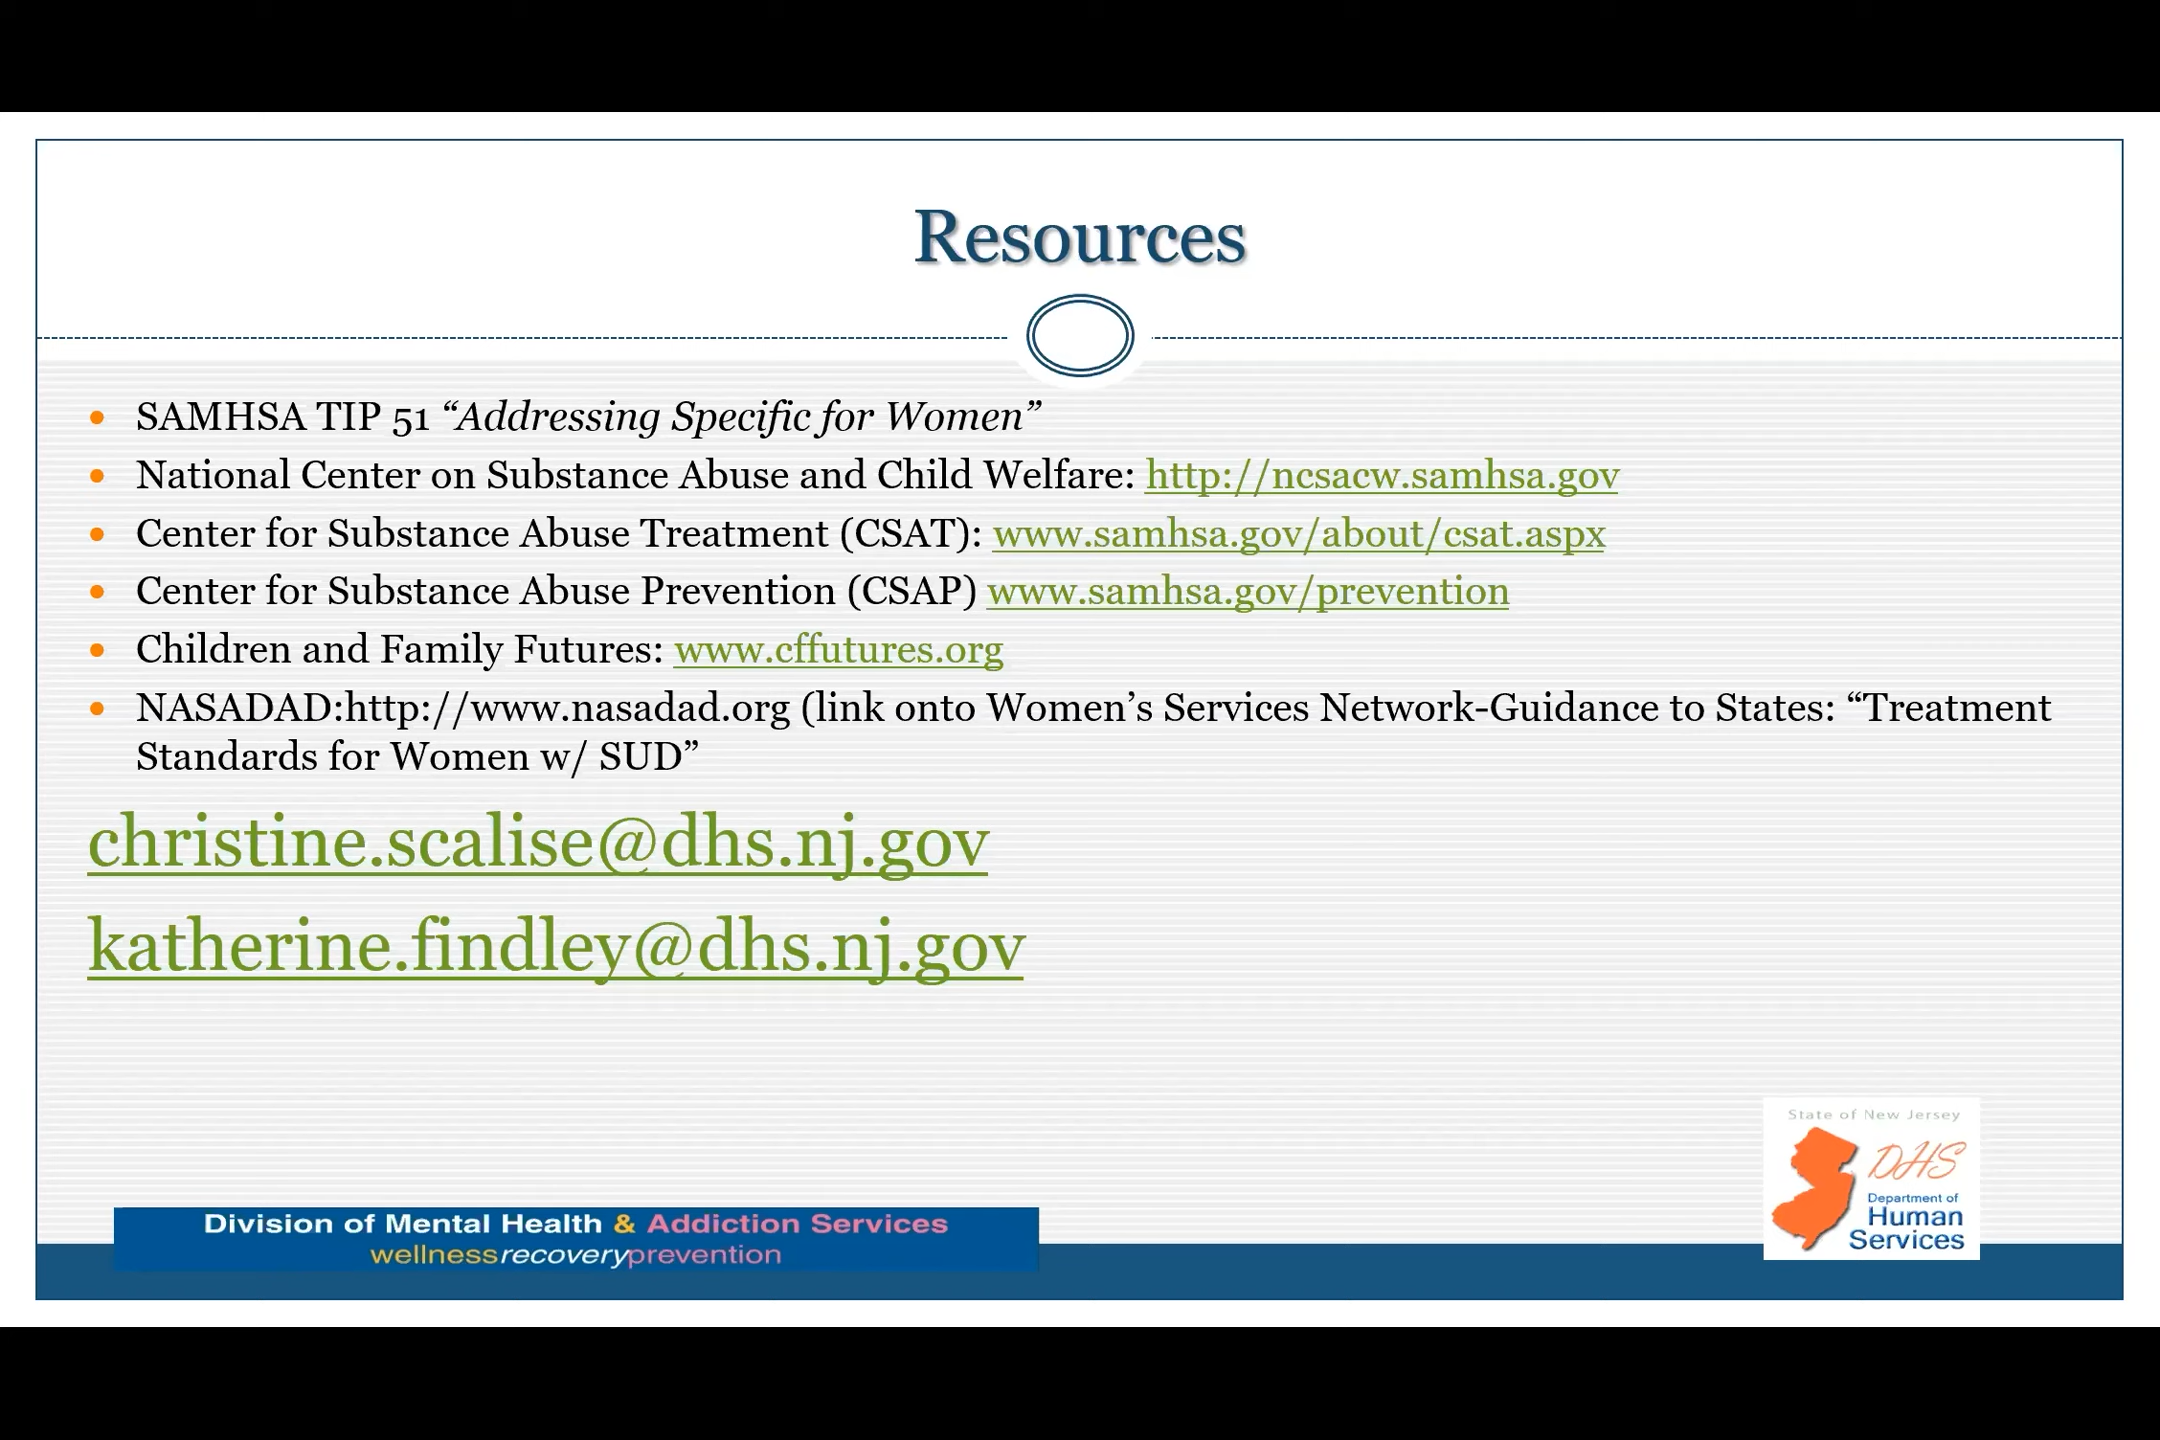 Resources
SAMHSA TIP 51 “Addressing Specific for Women”
National Center on Substance Abuse and Child Welfare: http://ncsacw.samhsa.gov
Center for Substance Abuse Treatment (CSAT): www.samhsa.gov/about/csat.aspx
Center for Substance Abuse Prevention (CSAP) www.samhsa.gov/prevention
Children and Family Futures: www.cffutures.org
NASADAD:http://www.nasadad.org (link onto Women’s Services Network-Guidance to States: “Treatment
Standards for Women w/ SUD”
christine.scalise@dhs.nj.gov
katherine.findley@dhs.nj.gov
Division of Mental Health & Addiction Services
wellnessrecoveryprevention
State of New Jersey
DHS
Department of
Human
Services